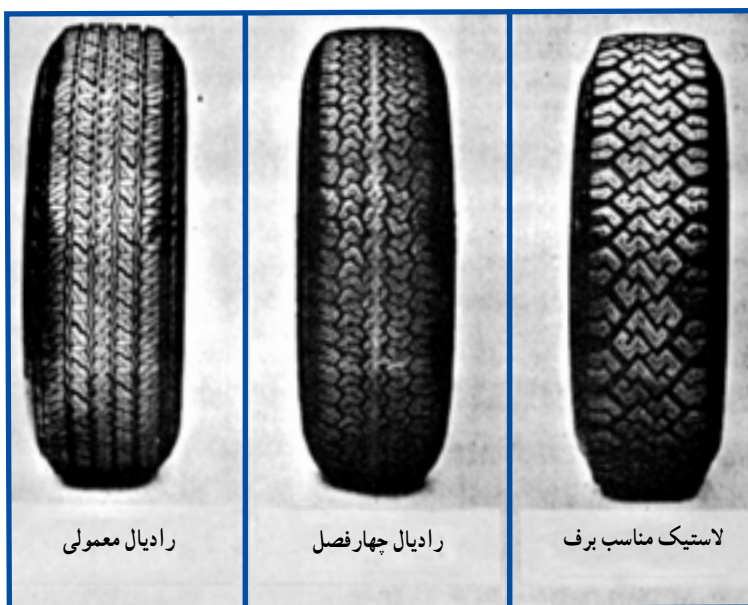 لاستیک مناسب برف
رادیال چهارفصل
رادیال معمولی